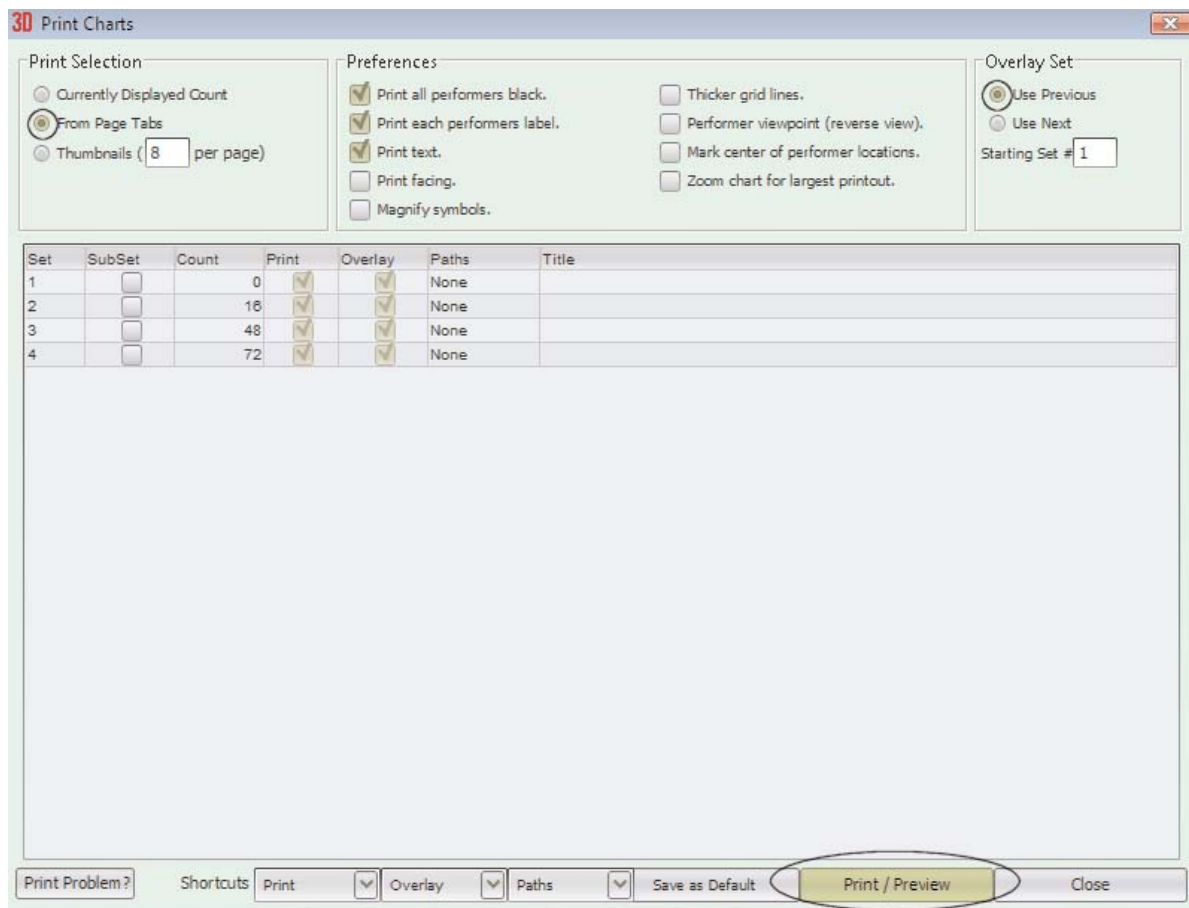 3D Print Charts
Print Selection
Currently Displayed Count
From Page Tabs
Thumbnails ( 8 per page)
Preferences
Print all performers black.
Print each performers label.
Print text.
Print facing.
Magnify symbols.
Thicker grid lines.
Performer viewpoint (reverse view).
Mark center of performer locations.
Zoom chart for largest printout.
Overlay Set
Use Previous
Use Next
Starting Set # 1
Set SubSet Count Print Overlay Paths Title
1 0 None
2 16 None
3 48 None
4 72 None
Print Problem? Shortcuts Print Overlay Paths Save as Default Print / Preview Close